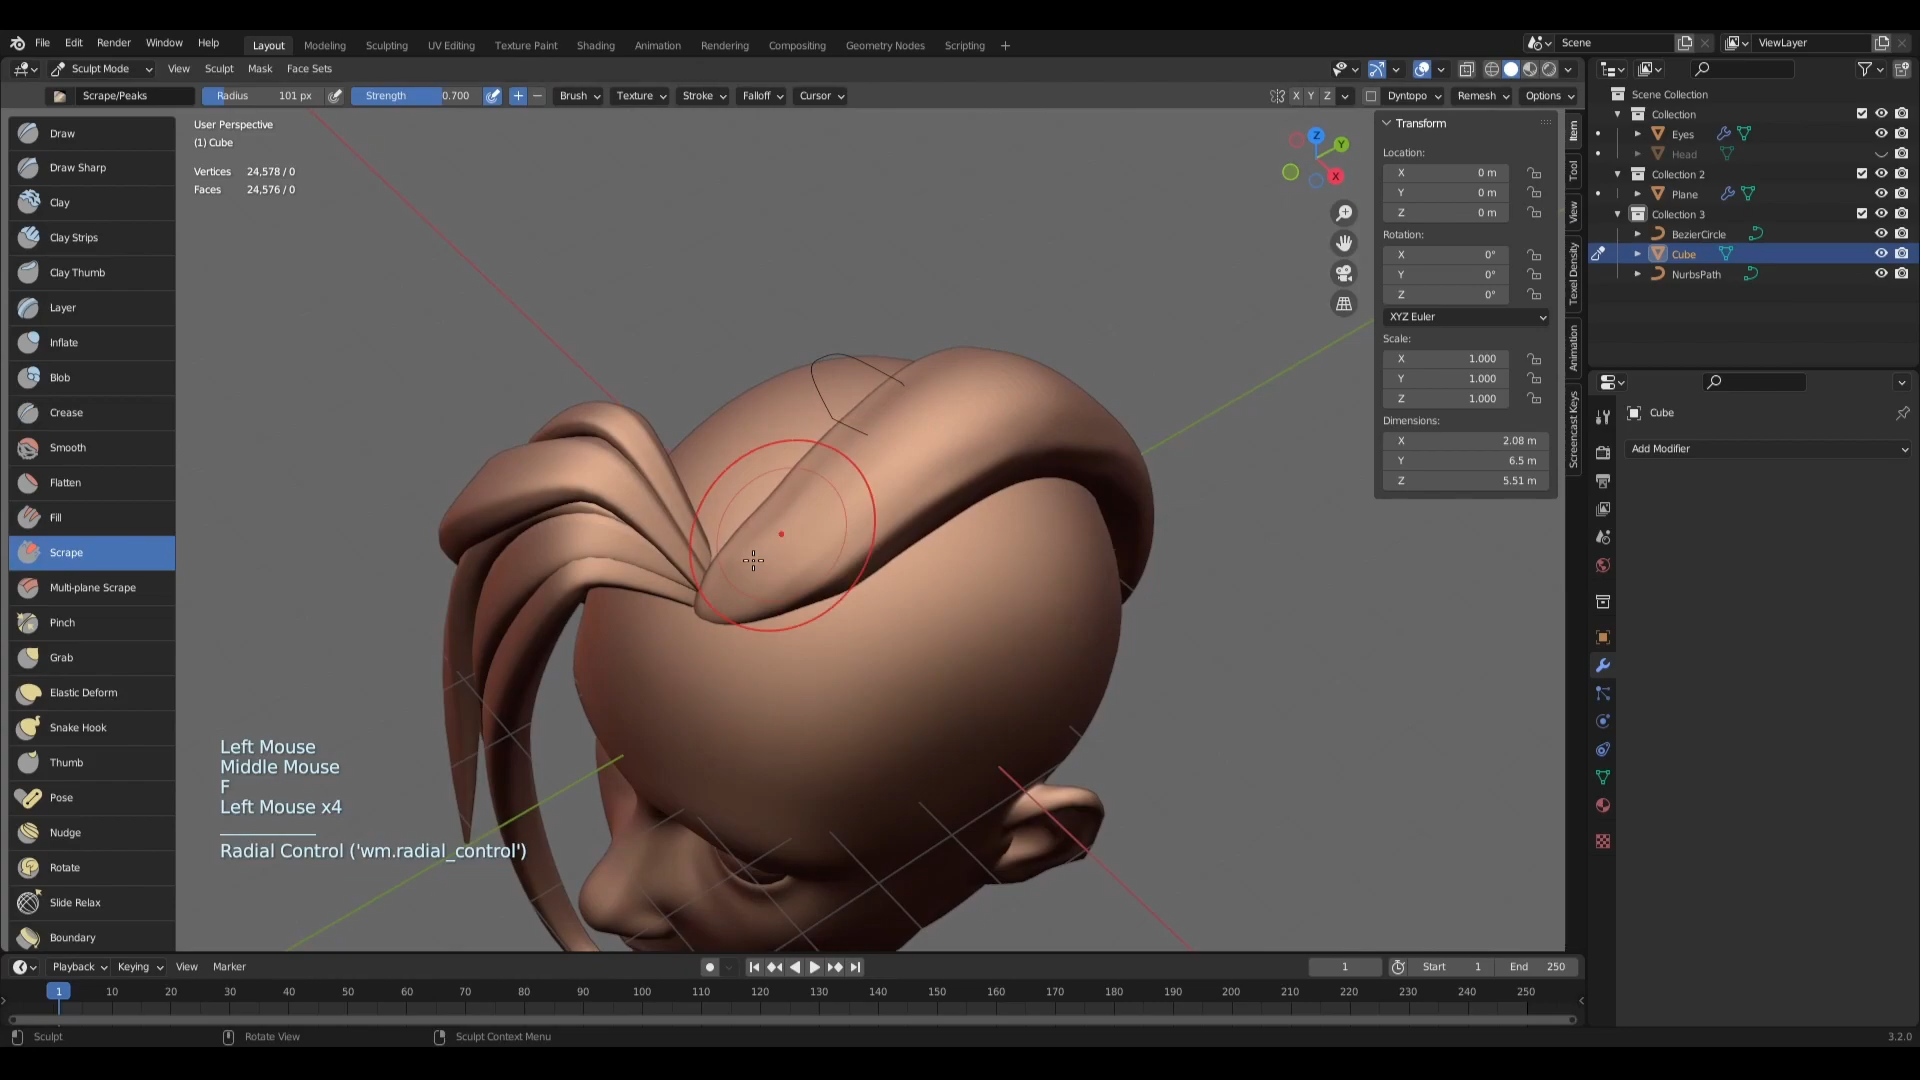 File Edit Render Window Help Layout Modeling Sculpting UV Editing Texture Paint Shading Animation Rendering Compositing Geometry Nodes Scripting + Scene ViewLayer
Sculpt Mode View Sculpt Mask Face Sets
Scrape/Peaks Radius 101 px Strength 0.700 + − Brush Texture Stroke Falloff Cursor X Y Z Dyntopo Remesh Options
Draw
Draw Sharp
Clay
Clay Strips
Clay Thumb
Layer
Inflate
Blob
Crease
Smooth
Flatten
Fill
Scrape
Multi-plane Scrape
Pinch
Grab
Elastic Deform
Snake Hook
Thumb
Pose
Nudge
Rotate
Slide Relax
Boundary
User Perspective
(1) Cube
Vertices 24,578 / 0
Faces 24,576 / 0
Z
Y
X
Left Mouse
Middle Mouse
F
Left Mouse x4
Radial Control ('wm.radial_control')
Transform
Location:
X 0 m
Y 0 m
Z 0 m
Rotation:
X 0°
Y 0°
Z 0°
XYZ Euler
Scale:
X 1.000
Y 1.000
Z 1.000
Dimensions:
X 2.08 m
Y 6.5 m
Z 5.51 m
Item
Tool
View
Texel Density
Animation
Screencast Keys
Scene Collection
Collection
Eyes
Head
Collection 2
Plane
Collection 3
BezierCircle
Cube
NurbsPath
Cube
Add Modifier
Playback Keying View Marker 1 Start 1 End 250
1 10 20 30 40 50 60 70 80 90 100 110 120 130 140 150 160 170 180 190 200 210 220 230 240 250
Sculpt Rotate View Sculpt Context Menu 3.2.0